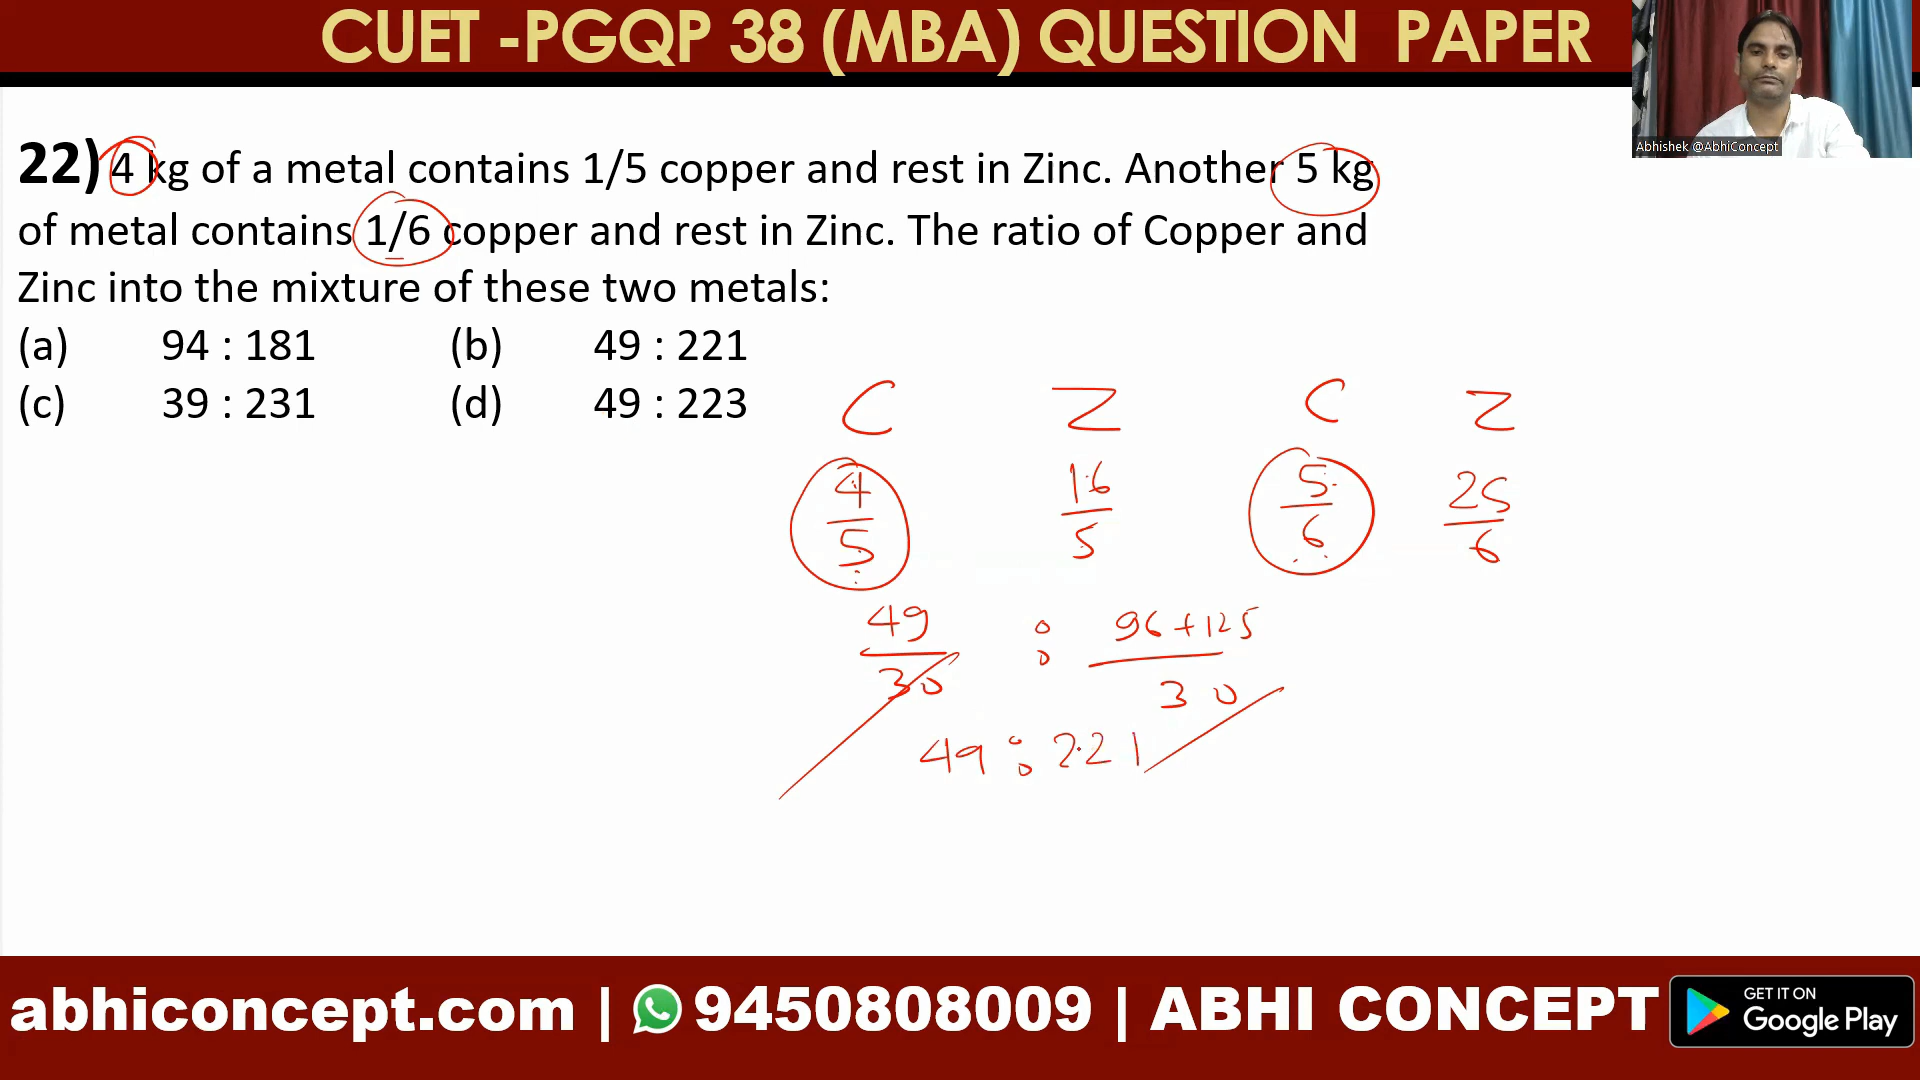 CUET -PGQP 38 (MBA) QUESTION PAPER
Abhishek @AbhiConcept
22) 4 kg of a metal contains 1/5 copper and rest in Zinc. Another 5 kg
of metal contains 1/6 copper and rest in Zinc. The ratio of Copper and
Zinc into the mixture of these two metals:
(a) 94 : 181 (b) 49 : 221
(c) 39 : 231 (d) 49 : 223
C Z C Z
4/5 16/5 5/6 25/6
49/30 : 96+125/30
49 : 221
abhiconcept.com | 9450808009 | ABHI CONCEPT
GET IT ON
Google Play